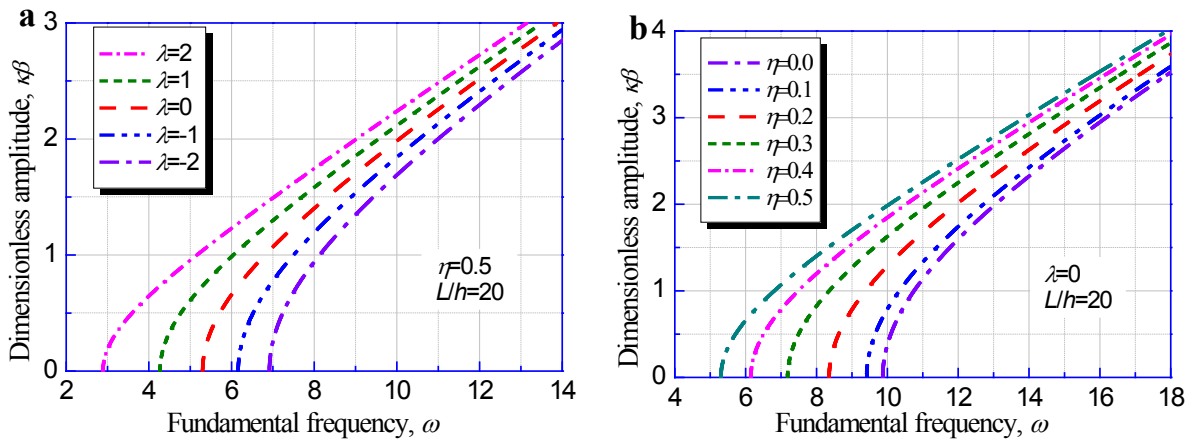 a
3
2
1
0
2 4 6 8 10 12 14
Dimensionless amplitude, κβ
Fundamental frequency, ω
λ=2
λ=1
λ=0
λ=-1
λ=-2
η=0.5
L/h=20
b
4
3
2
1
0
4 6 8 10 12 14 16 18
Dimensionless amplitude, κβ
Fundamental frequency, ω
η=0.0
η=0.1
η=0.2
η=0.3
η=0.4
η=0.5
λ=0
L/h=20